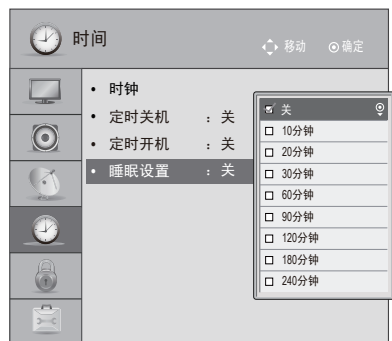 时间
移动 确定
• 时钟
• 定时关机 : 关
• 定时开机 : 关
• 睡眠设置 : 关
关
10分钟
20分钟
30分钟
60分钟
90分钟
120分钟
180分钟
240分钟